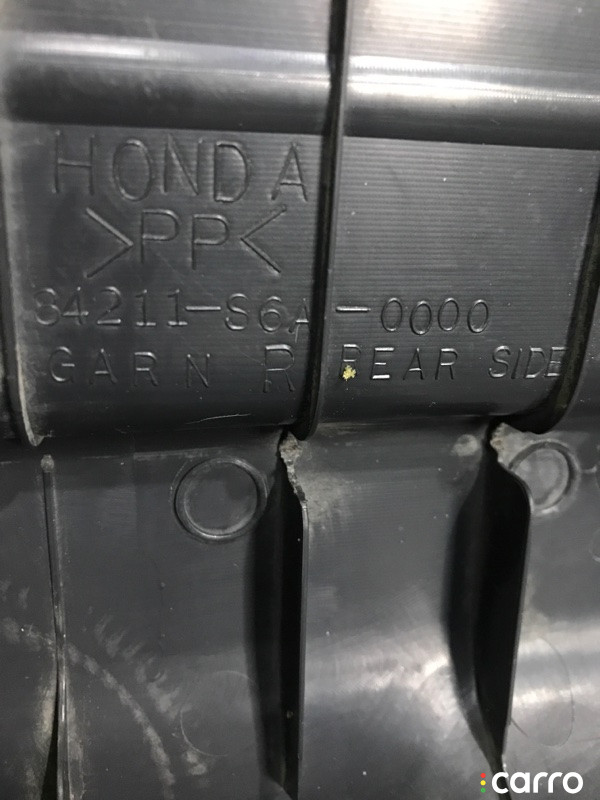 HONDA
>PP<
84211-S6A-0000
GARN R REAR SIDE
carro